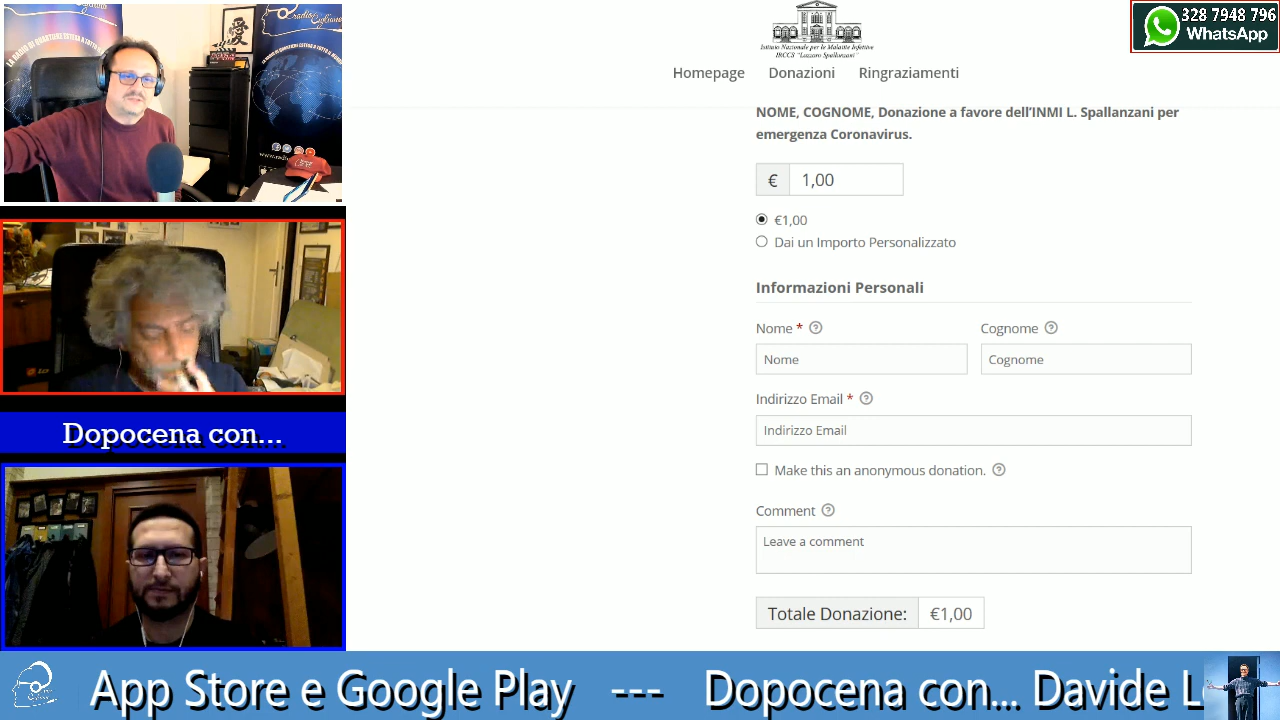 Istituto Nazionale per le Malattie Infettive
IRCCS "Lazzaro Spallanzani"
328 7948 796
WhatsApp
Homepage Donazioni Ringraziamenti
NOME, COGNOME, Donazione a favore dell’INMI L. Spallanzani per
emergenza Coronavirus.
€ 1,00
€1,00
Dai un Importo Personalizzato
Informazioni Personali
Nome * Cognome
Nome Cognome
Indirizzo Email *
Indirizzo Email
Make this an anonymous donation.
Comment
Leave a comment
Totale Donazione: €1,00
Dopocena con...
App Store e Google Play --- Dopocena con... Davide L